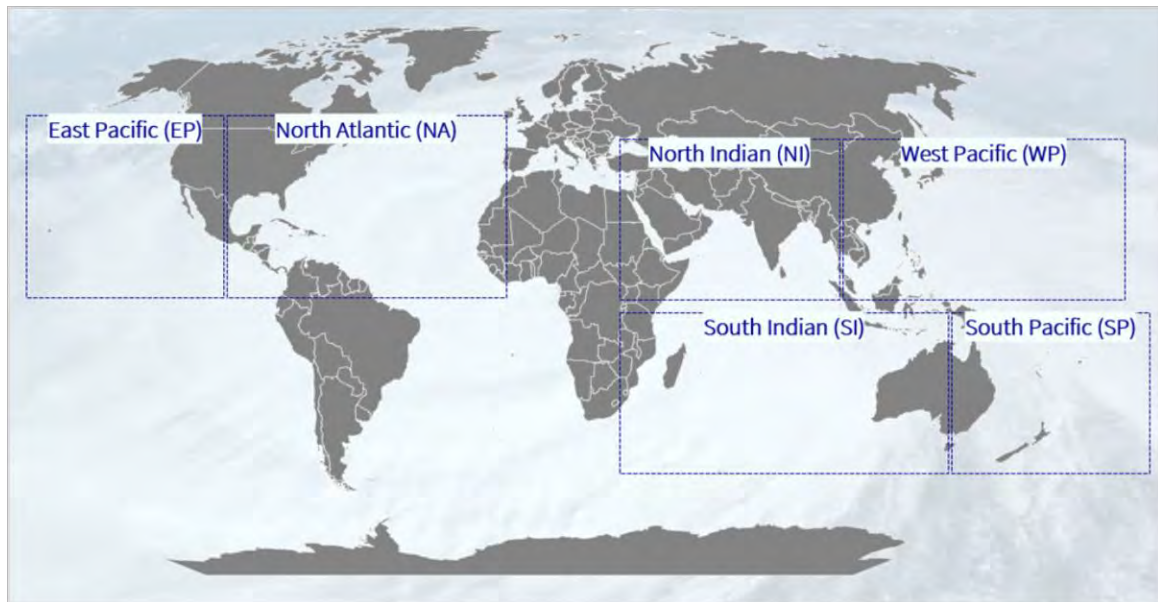 East Pacific (EP)
North Atlantic (NA)
North Indian (NI)
West Pacific (WP)
South Indian (SI)
South Pacific (SP)